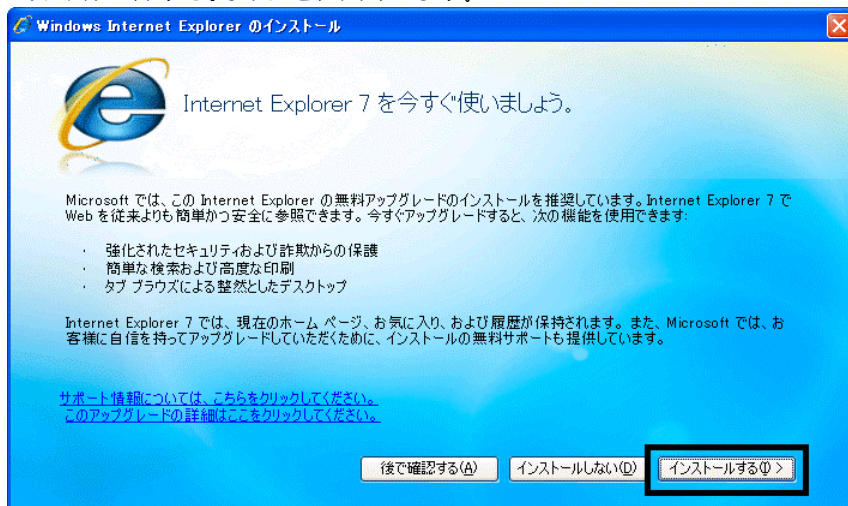 Windows Internet Explorer のインストール
Internet Explorer 7 を今すぐ使いましょう。
Microsoft では、この Internet Explorer の無料アップグレードのインストールを推奨しています。Internet Explorer 7 で
Web を従来よりも簡単かつ安全に参照できます。今すぐアップグレードすると、次の機能を使用できます:
・ 強化されたセキュリティおよび詐欺からの保護
・ 簡単な検索および高度な印刷
・ タブ ブラウズによる整然としたデスクトップ
Internet Explorer 7 では、現在のホーム ページ、お気に入り、および履歴が保持されます。また、Microsoft では、お
客様に自信を持ってアップグレードしていただくために、インストールの無料サポートも提供しています。
サポート情報については、こちらをクリックしてください。
このアップグレードの詳細はここをクリックしてください。
後で確認する(A) インストールしない(D) インストールする(I) >